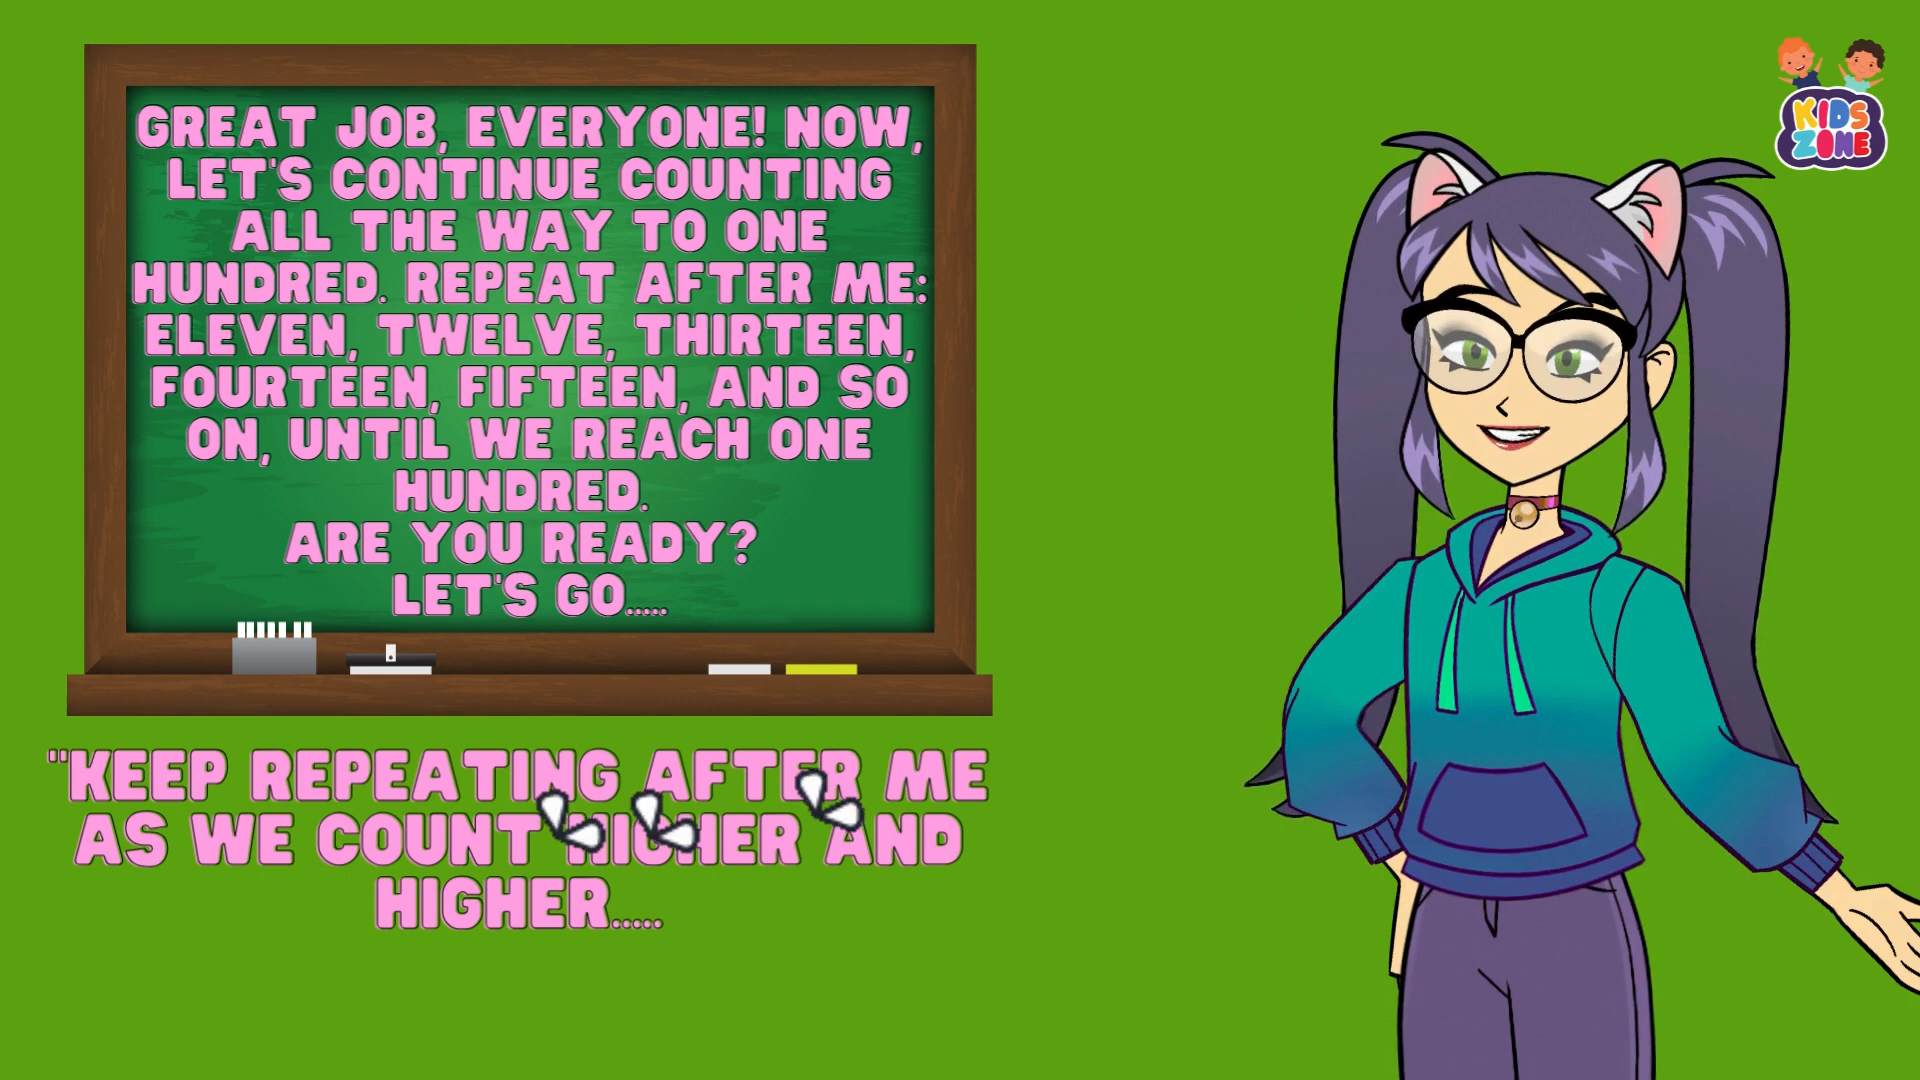 GREAT JOB, EVERYONE! NOW,
LET'S CONTINUE COUNTING
ALL THE WAY TO ONE
HUNDRED. REPEAT AFTER ME:
ELEVEN, TWELVE, THIRTEEN,
FOURTEEN, FIFTEEN, AND SO
ON, UNTIL WE REACH ONE
HUNDRED.
ARE YOU READY?
LET'S GO.....
"KEEP REPEATING AFTER ME
AS WE COUNT HIGHER AND
HIGHER.....
KIDS
ZONE